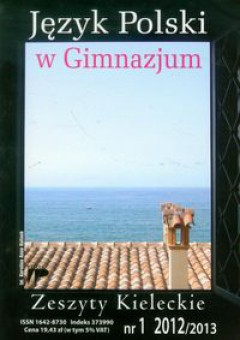 Język Polski
w Gimnazjum
Zeszyty Kieleckie
ISSN 1642-8730 Indeks 373990
Cena 19,43 zł (w tym 5% VAT)
nr 1 2012/2013